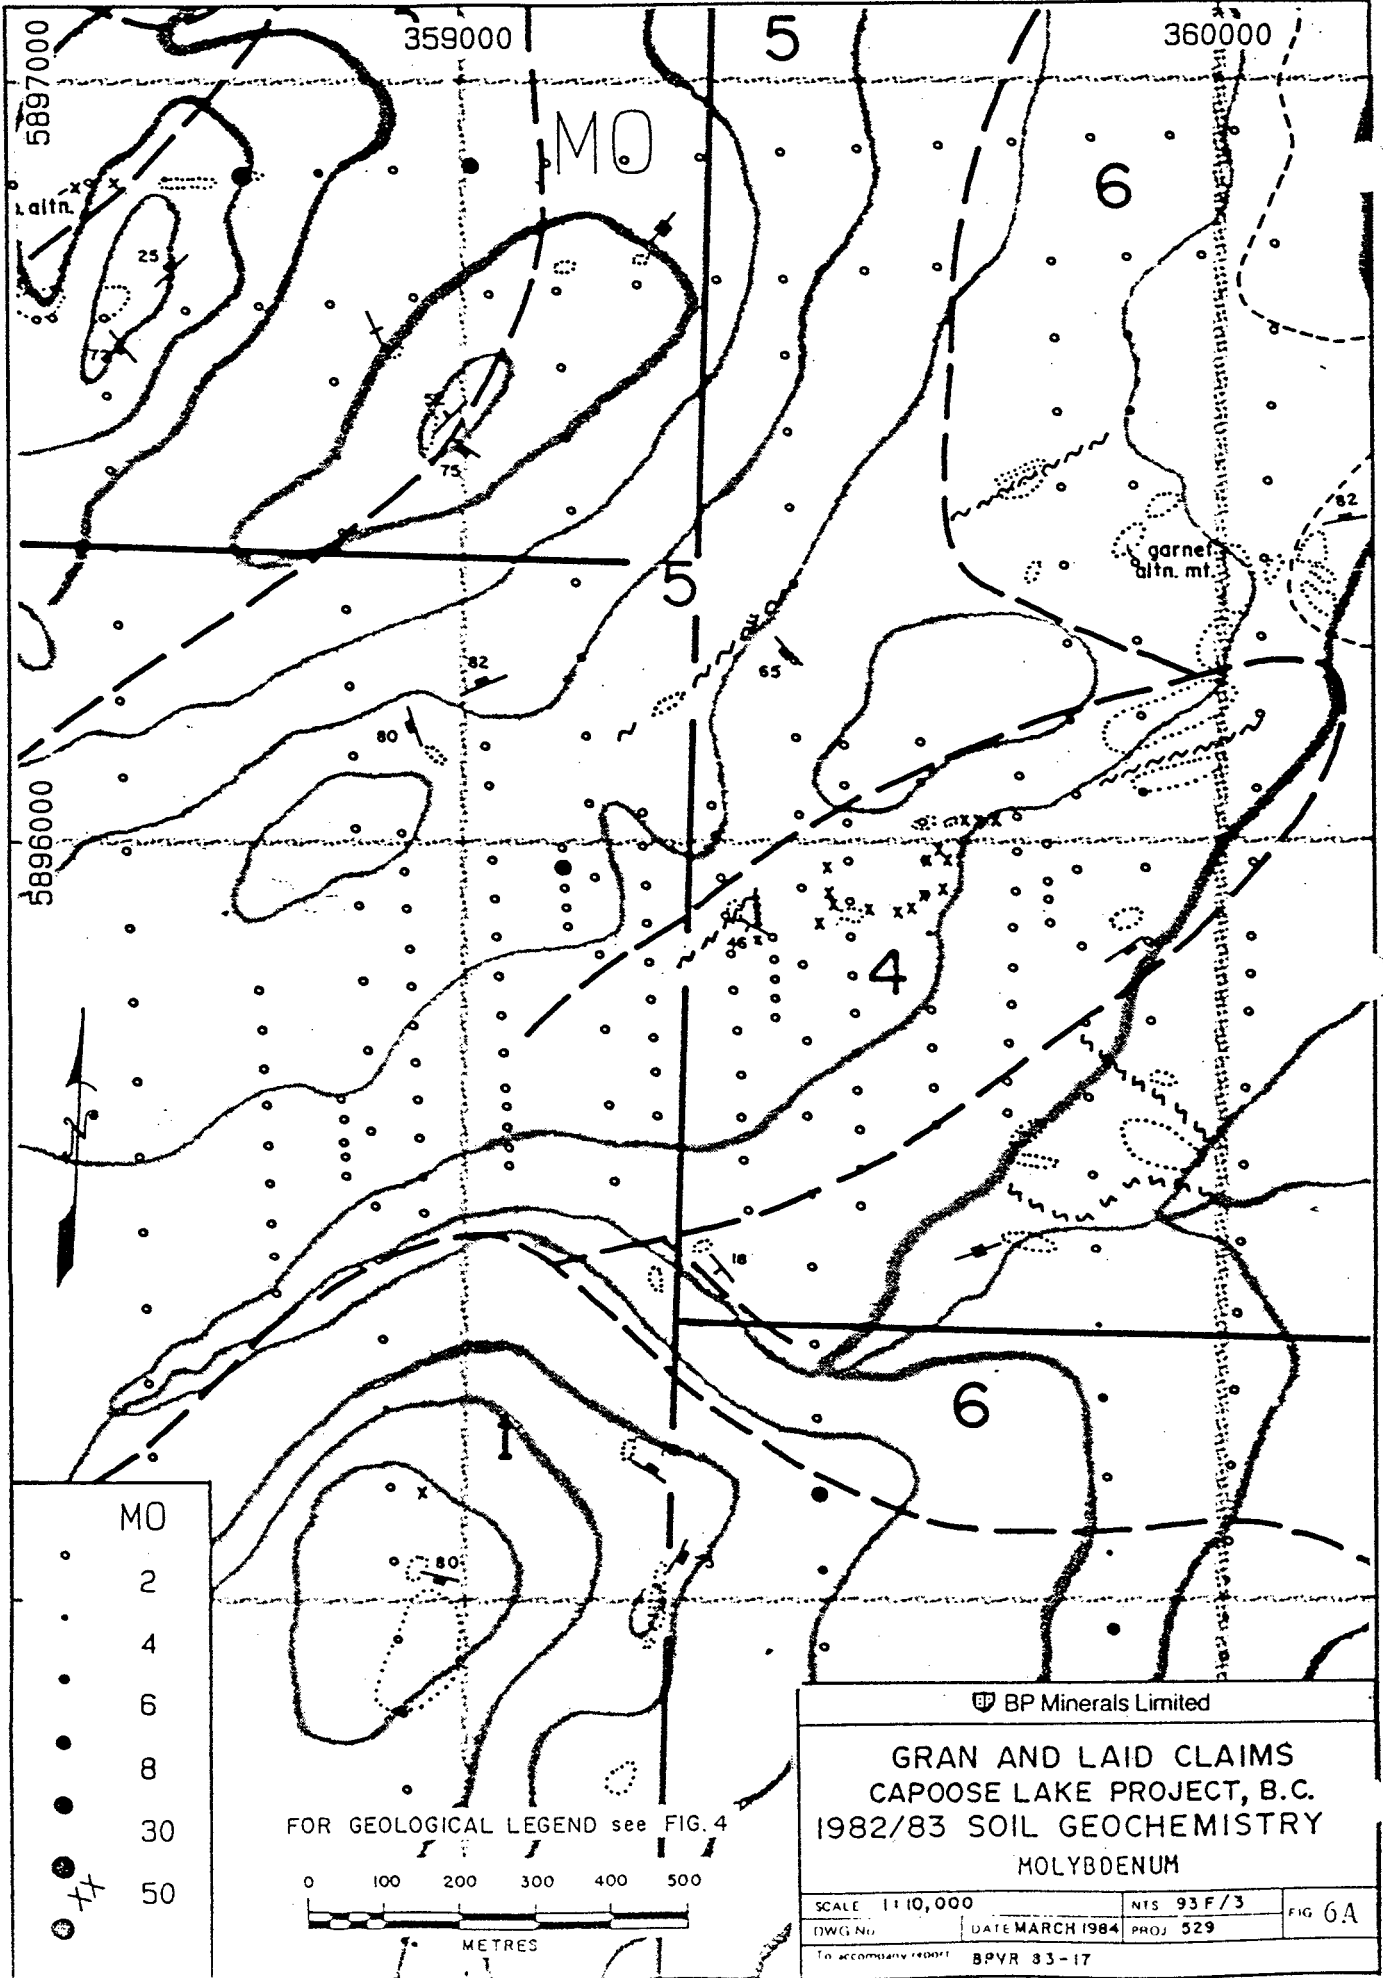 359000
5
360000
5897000
MO
6
altn.
25
72
75
82
garnet
altn. mt.
5
82
65
80
5896000
46
4
18
6
1
80
MO
2
4
6
8
30
50
XX
FOR GEOLOGICAL LEGEND see FIG. 4
0 100 200 300 400 500
METRES
BP BP Minerals Limited
GRAN AND LAID CLAIMS
CAPOOSE LAKE PROJECT, B.C.
1982/83 SOIL GEOCHEMISTRY
MOLYBDENUM
SCALE 1:10,000 NTS 93 F/3 FIG 6A
DWG No. DATE MARCH 1984 PROJ 529
To accompany report BPVR 83-17